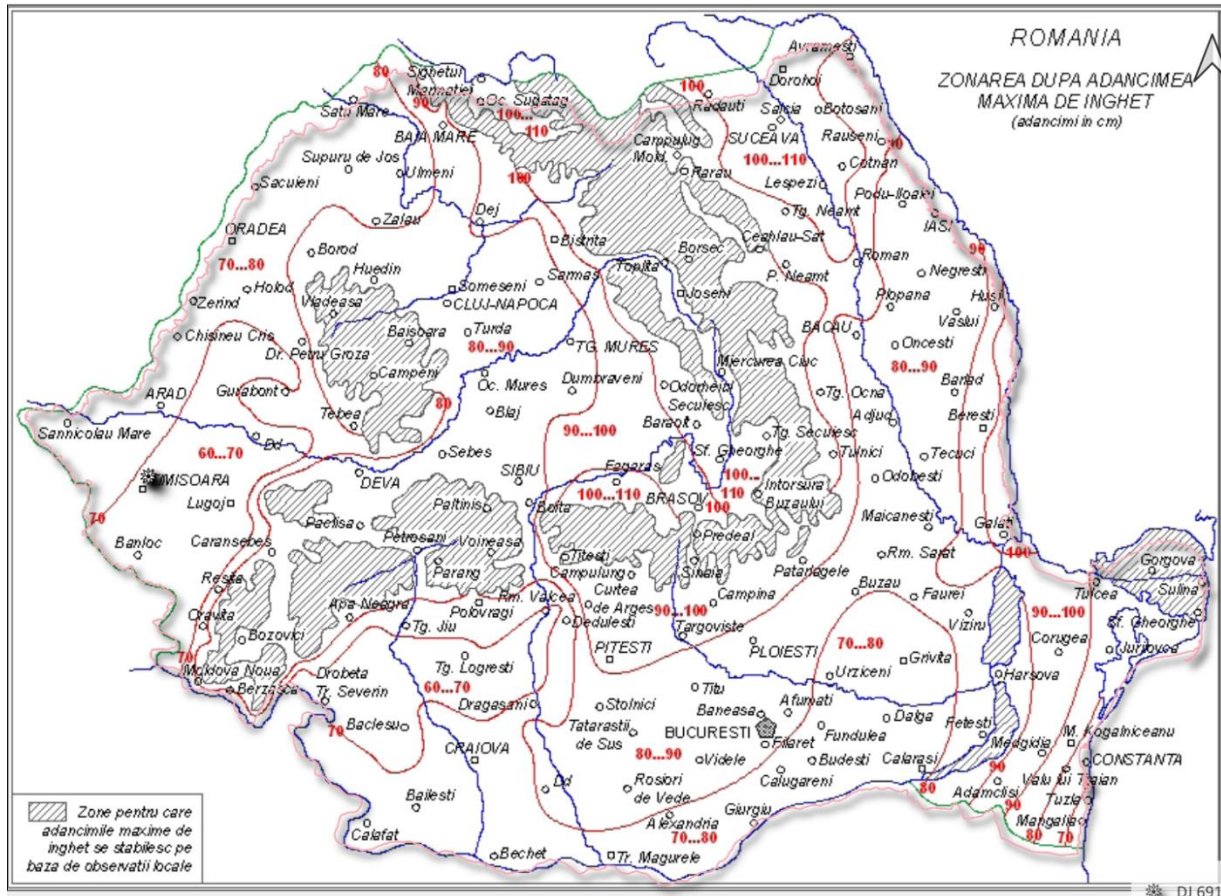 ROMANIA
ZONAREA DUPA ADANCIMEA
MAXIMA DE INGHET
(adancimi in cm)
Avramesti
Dorohoi
80
Sighetul
Marmatiei
90
Oc. Sugatag
100...
110
100
Radauti
Salcia
Botosani
Satu Mare
BAIA MARE
SUCEAVA
Rauseni
90
Campulug
Mold.
100...110
Cotnari
Supuru de Jos
Ulmeni
100
Rarau
Lespezi
Podu-Iloaiei
Sacuieni
IASI
Zalau
Dej
Tg. Neamt
ORADEA
Bistrita
Ceahlau-Sat
90
Borod
Borsec
Roman
70...80
Huedin
Toplita
P. Neamt
Negresti
Holod
Someseni
Sarmas
Joseni
Zerind
Vladeasa
CLUJ-NAPOCA
Plopana
Husi
Vaslui
Chisineu Cris
Baisoara
Turda
BACAU
Dr. Petru Groza
80...90
TG. MURES
Oncesti
Miercurea Ciuc
80...90
Campeni
Oc. Mures
Dumbraveni
Gurahont
Odorheiul
Secuiesc
Tg. Ocna
Barlad
ARAD
80
Blaj
Baraolt
Adjud
Beresti
Tebea
Sannicolau Mare
90...100
Tg. Secuiesc
Dd
60...70
Sebes
Sf. Gheorghe
Tulnici
Tecuci
SIBIU
Fagaras
100...
110
Odobesti
MISOARA
DEVA
100...110
BRASOV
Intorsura
Buzaului
Lugoj
Paltinis
Boita
100
70
Paclisa
Maicanesti
Galati
Banloc
Caransebes
Petrosani
Voineasa
Predeal
100
Titesti
Rm. Sarat
Gorgova
Parang
Campulung
Sinaia
Patarlagele
Resita
Curtea
de Arges
Campina
Buzau
Tulcea
Sulina
Apa Neagra
Polovragi
Rm. Valcea
90...100
Faurei
90...100
Oravita
Tg. Jiu
Dedulesti
Targoviste
Viziru
Sf. Gheorghe
Bozovici
PLOIESTI
70...80
Corugea
Jurilovca
70
Moldova Noua
Drobeta
Tr. Severin
Tg. Logresti
PITESTI
Grivita
Urziceni
Harsova
Berzasca
60...70
Titu
Dragasani
Stolnici
Baneasa
Afumati
70
Baclesu
Tatarastii
de Sus
BUCURESTI
Dalga
Fetesti
Fundulea
M. Kogalniceanu
CRAIOVA
Filaret
Medgidia
80...90
Videle
Budesti
Calarasi
CONSTANTA
Calugareni
90
Valu lui Traian
Dd
Rosiori
de Vede
80
Adamclisi
Tuzla
Bailesti
Giurgiu
90
Alexandria
Mangalia
Calafat
70...80
80
70
Bechet
Tr. Magurele
Zone pentru care
adancimile maxime de
inghet se stabilesc pe
baza de observatii locale
DJ 691